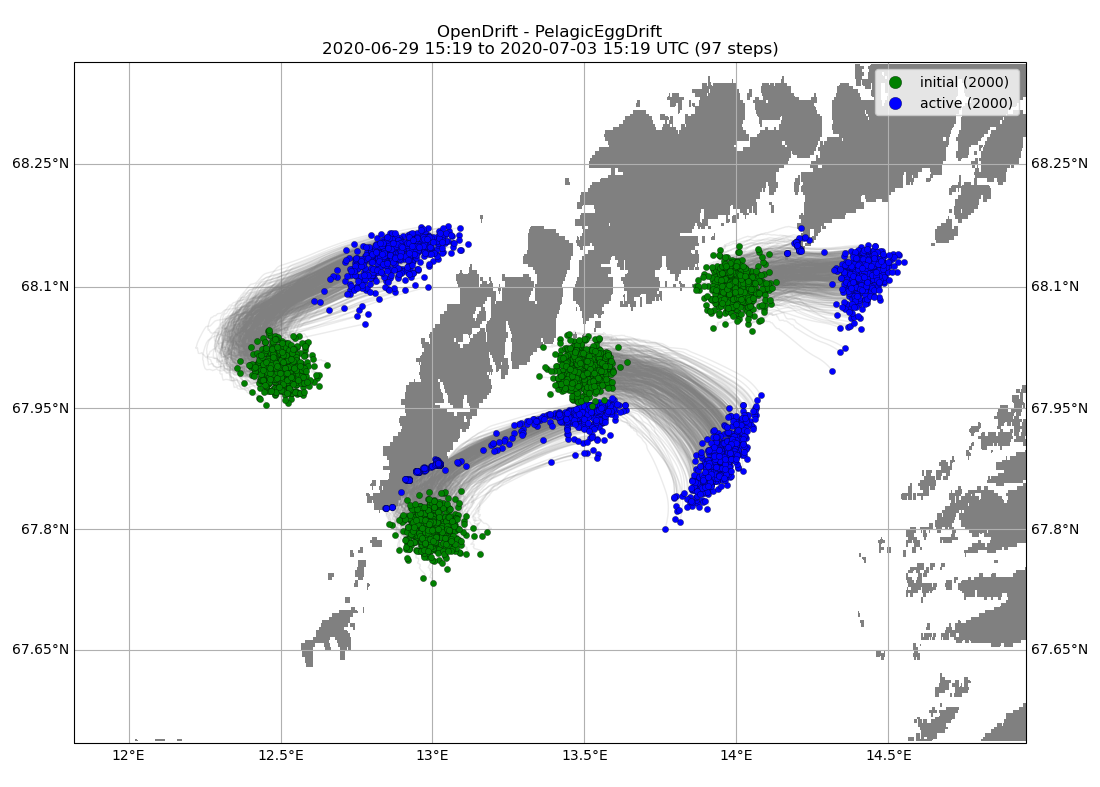 OpenDrift - PelagicEggDrift
2020-06-29 15:19 to 2020-07-03 15:19 UTC (97 steps)
initial (2000)
active (2000)
68.25°N
68.25°N
68.1°N
68.1°N
67.95°N
67.95°N
67.8°N
67.8°N
67.65°N
67.65°N
12°E
12.5°E
13°E
13.5°E
14°E
14.5°E